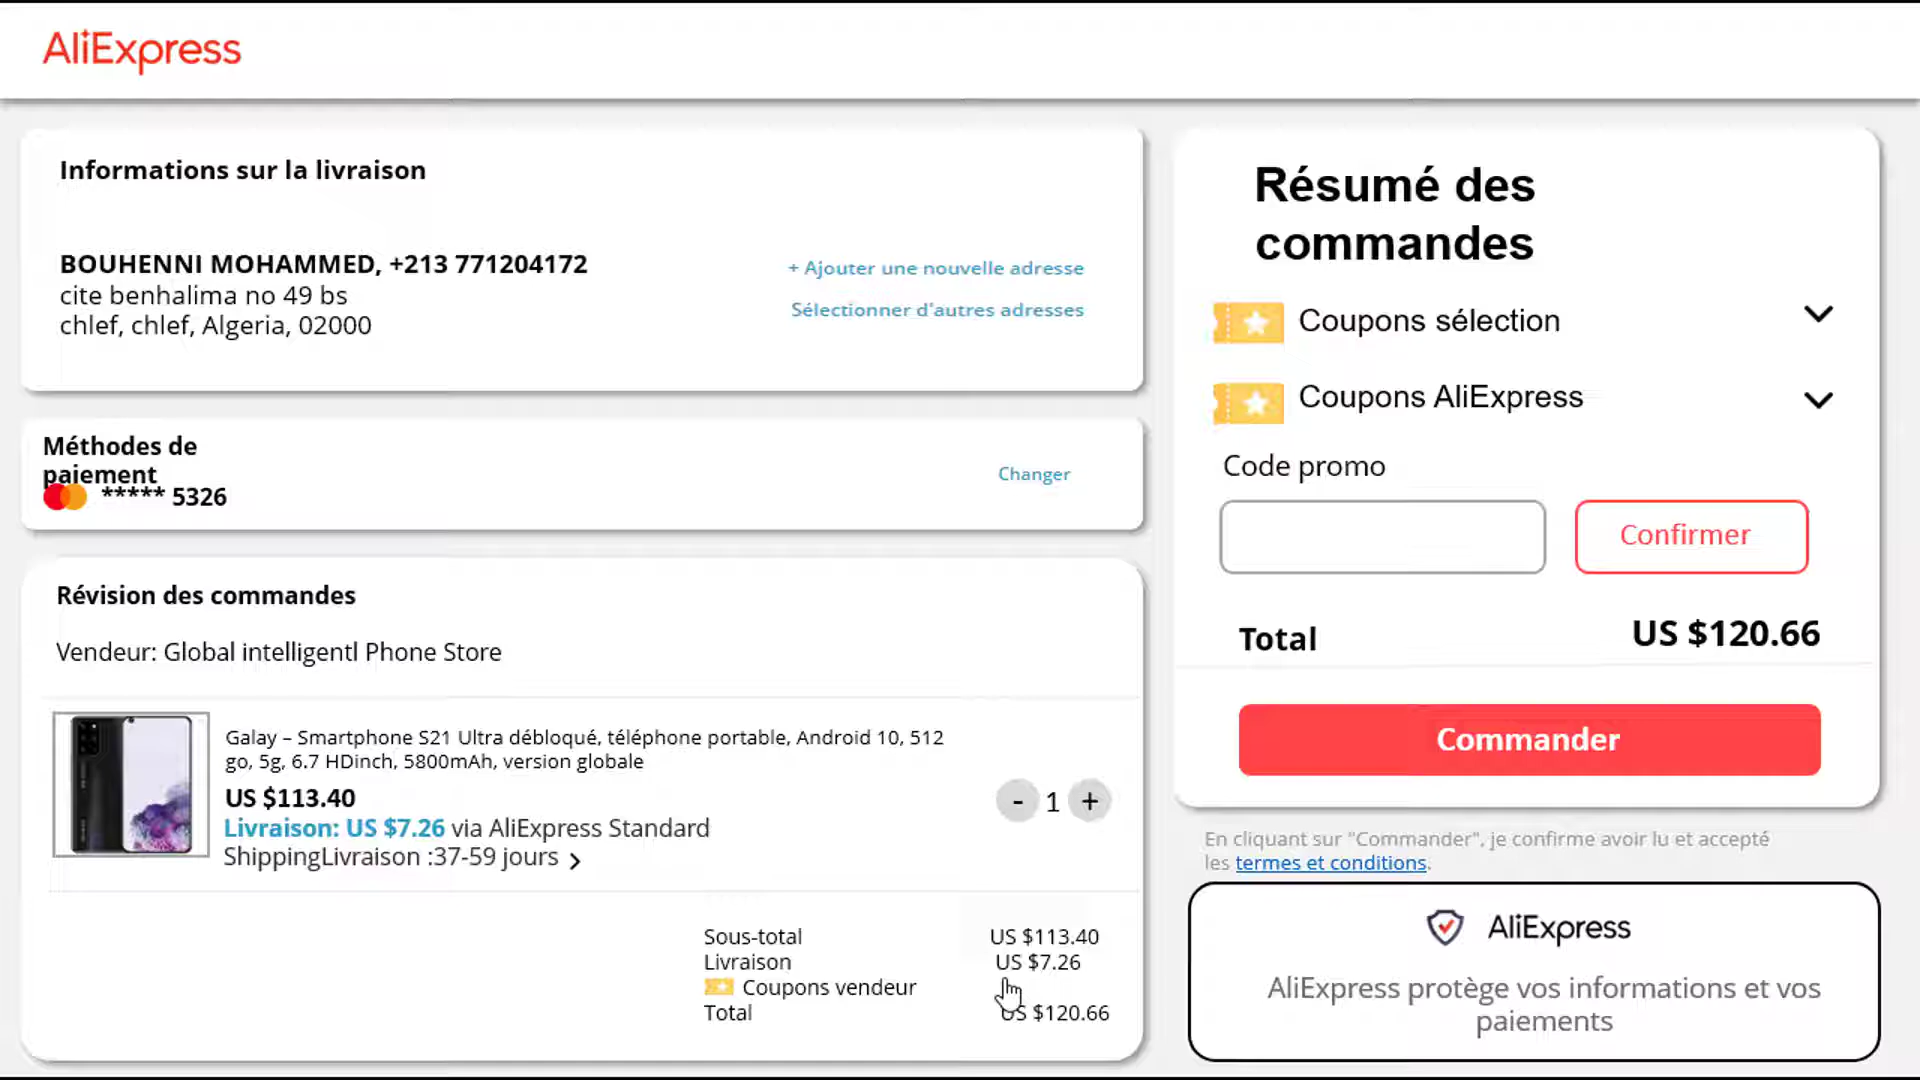 AliExpress
Informations sur la livraison
BOUHENNI MOHAMMED, +213 771204172
cite benhalima no 49 bs
chlef, chlef, Algeria, 02000
+ Ajouter une nouvelle adresse
Sélectionner d'autres adresses
Méthodes de
paiement
***** 5326
Changer
Révision des commandes
Vendeur: Global intelligentl Phone Store
Galay – Smartphone S21 Ultra débloqué, téléphone portable, Android 10, 512
go, 5g, 6.7 HDinch, 5800mAh, version globale
US $113.40
Livraison: US $7.26 via AliExpress Standard
ShippingLivraison :37-59 jours
- 1 +
Sous-total US $113.40
Livraison US $7.26
Coupons vendeur
Total US $120.66
Résumé des
commandes
Coupons sélection
Coupons AliExpress
Code promo
Confirmer
Total US $120.66
Commander
En cliquant sur "Commander", je confirme avoir lu et accepté
les termes et conditions.
AliExpress
AliExpress protège vos informations et vos
paiements